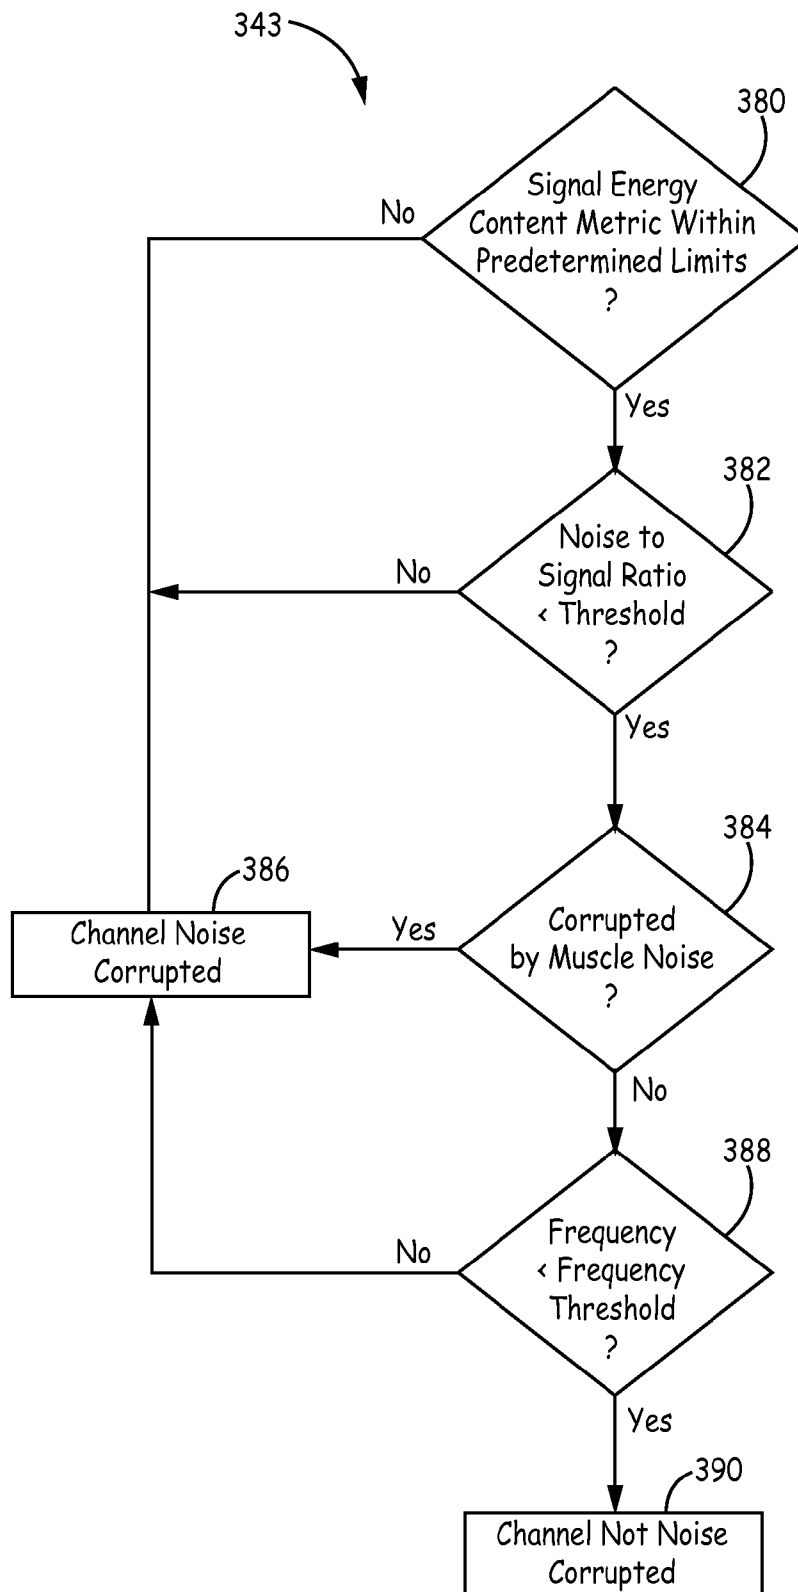 343
380
Signal Energy
Content Metric Within
Predetermined Limits
?
No
Yes
382
Noise to
Signal Ratio
< Threshold
?
No
Yes
384
Corrupted
by Muscle Noise
?
Yes
386
Channel Noise
Corrupted
No
388
Frequency
< Frequency
Threshold
?
No
Yes
390
Channel Not Noise
Corrupted